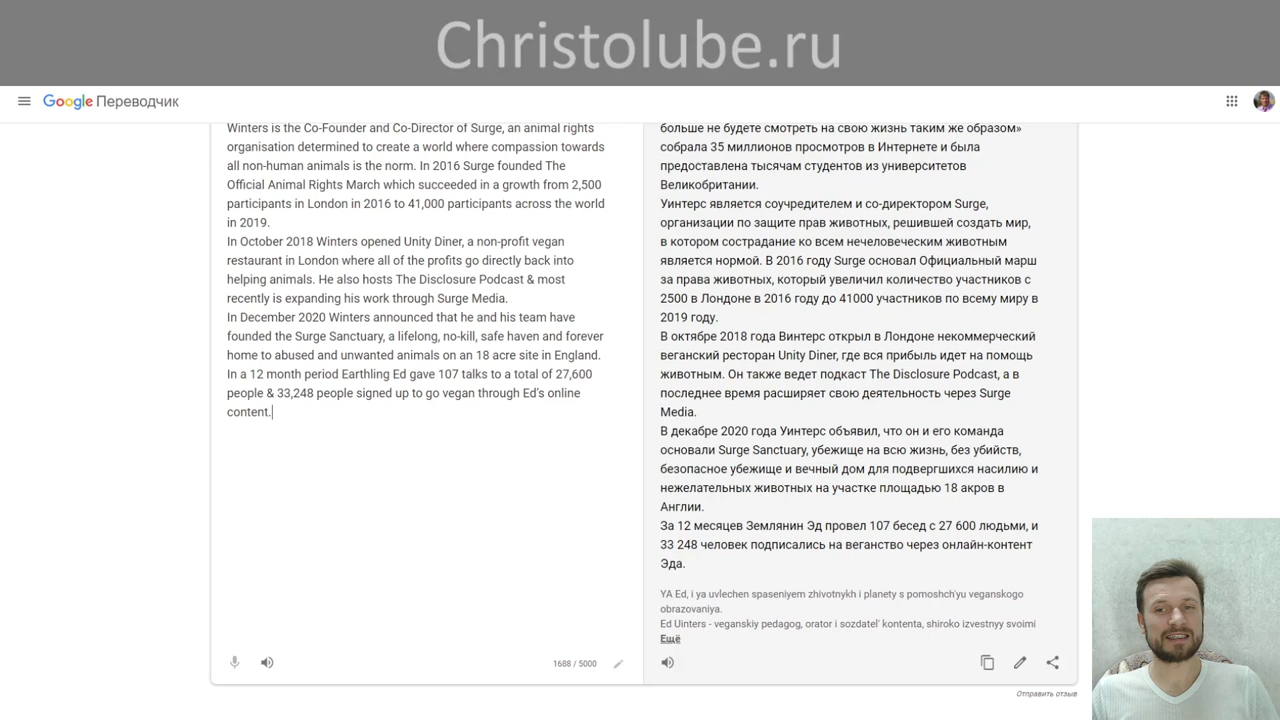 Christolube.ru
Google Переводчик
Winters is the Co-Founder and Co-Director of Surge, an animal rights
organisation determined to create a world where compassion towards
all non-human animals is the norm. In 2016 Surge founded The
Official Animal Rights March which succeeded in a growth from 2,500
participants in London in 2016 to 41,000 participants across the world
in 2019.
In October 2018 Winters opened Unity Diner, a non-profit vegan
restaurant in London where all of the profits go directly back into
helping animals. He also hosts The Disclosure Podcast & most
recently is expanding his work through Surge Media.
In December 2020 Winters announced that he and his team have
founded the Surge Sanctuary, a lifelong, no-kill, safe haven and forever
home to abused and unwanted animals on an 18 acre site in England.
In a 12 month period Earthling Ed gave 107 talks to a total of 27,600
people & 33,248 people signed up to go vegan through Ed's online
content.
1688 / 5000
больше не будете смотреть на свою жизнь таким же образом»
собрала 35 миллионов просмотров в Интернете и была
предоставлена тысячам студентов из университетов
Великобритании.
Уинтерс является соучредителем и со-директором Surge,
организации по защите прав животных, решившей создать мир,
в котором сострадание ко всем нечеловеческим животным
является нормой. В 2016 году Surge основал Официальный марш
за права животных, который увеличил количество участников с
2500 в Лондоне в 2016 году до 41000 участников по всему миру в
2019 году.
В октябре 2018 года Винтерс открыл в Лондоне некоммерческий
веганский ресторан Unity Diner, где вся прибыль идет на помощь
животным. Он также ведет подкаст The Disclosure Podcast, а в
последнее время расширяет свою деятельность через Surge
Media.
В декабре 2020 года Уинтерс объявил, что он и его команда
основали Surge Sanctuary, убежище на всю жизнь, без убийств,
безопасное убежище и вечный дом для подвергшихся насилию и
нежелательных животных на участке площадью 18 акров в
Англии.
За 12 месяцев Землянин Эд провел 107 бесед с 27 600 людьми, и
33 248 человек подписались на веганство через онлайн-контент
Эда.
YA Ed, i ya uvlechen spaseniyem zhivotnykh i planety s pomoshch'yu veganskogo
obrazovaniya.
Ed Uinters - veganskiy pedagog, orator i sozdatel' kontenta, shiroko izvestnyy svoimi
Ещё
Отправить отзыв